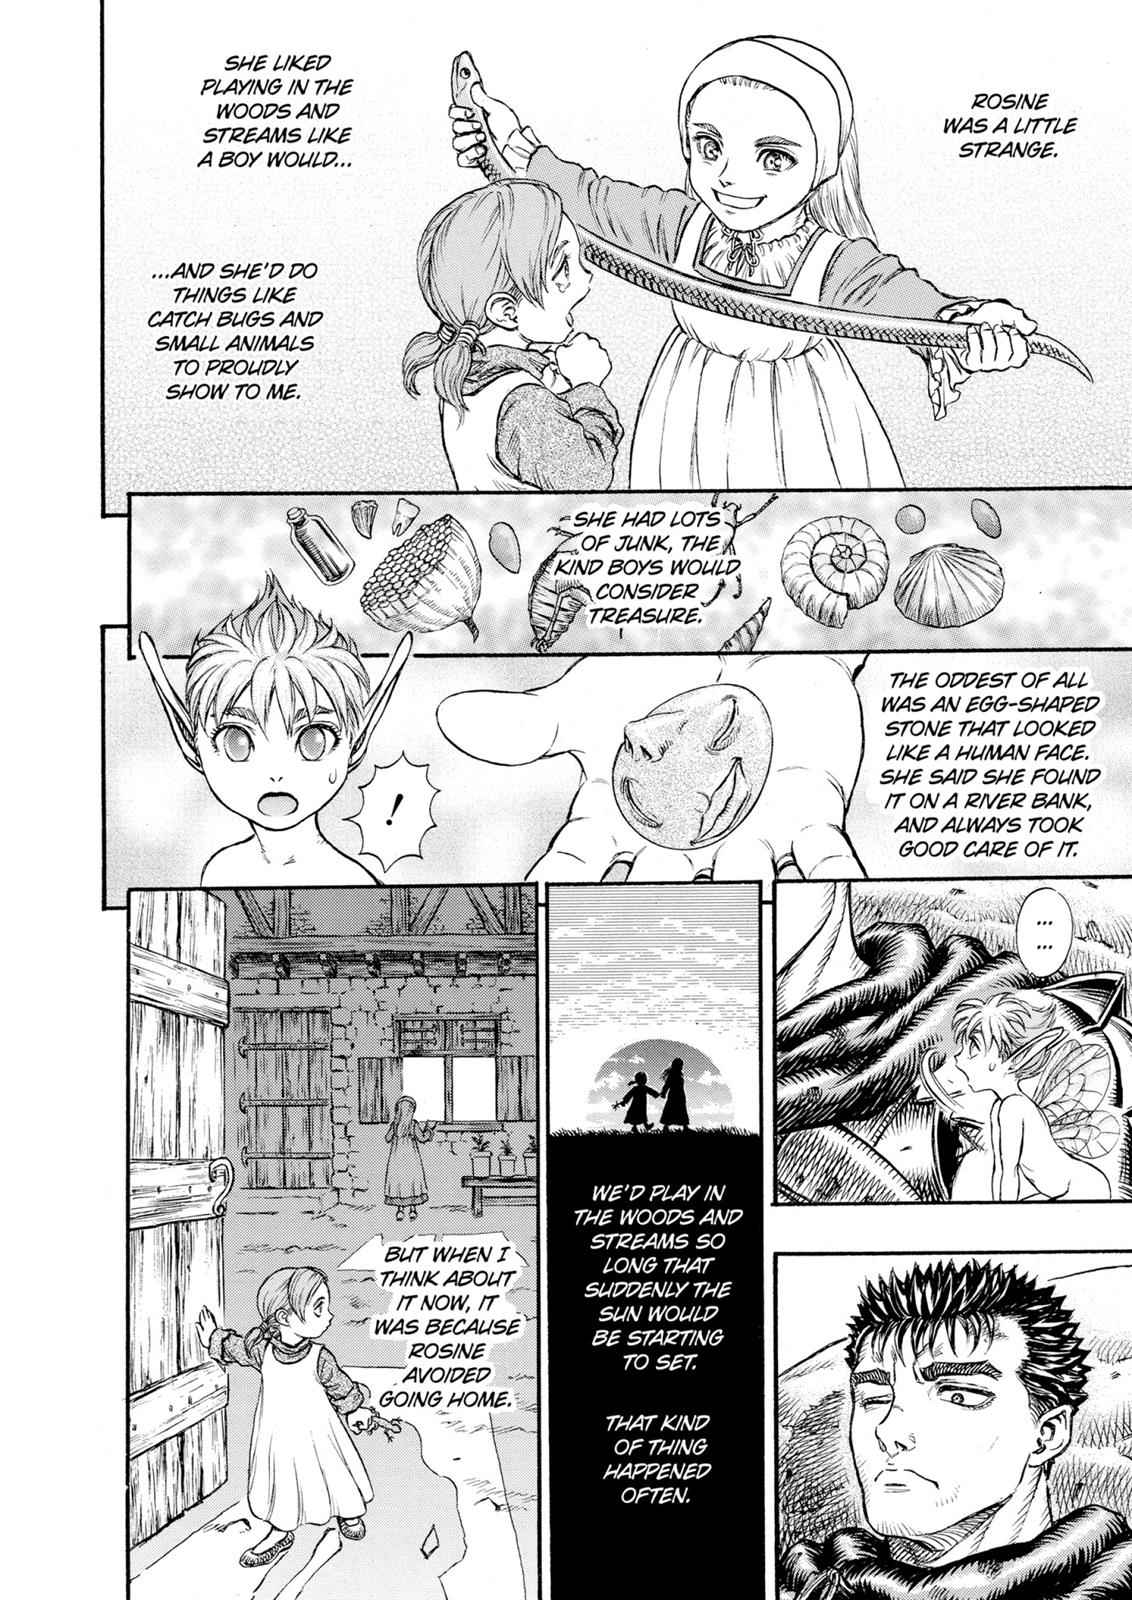 ROSINE
WAS A LITTLE
STRANGE.
SHE LIKED
PLAYING IN THE
WOODS AND
STREAMS LIKE
A BOY WOULD...
...AND SHE'D DO
THINGS LIKE
CATCH BUGS AND
SMALL ANIMALS
TO PROUDLY
SHOW TO ME.
SHE HAD LOTS
OF JUNK, THE
KIND BOYS WOULD
CONSIDER
TREASURE.
THE ODDEST OF ALL
WAS AN EGG-SHAPED
STONE THAT LOOKED
LIKE A HUMAN FACE.
SHE SAID SHE FOUND
IT ON A RIVER BANK,
AND ALWAYS TOOK
GOOD CARE OF IT.
!
...
...
WE'D PLAY IN
THE WOODS AND
STREAMS SO
LONG THAT
SUDDENLY THE
SUN WOULD
BE STARTING
TO SET.
THAT KIND
OF THING
HAPPENED
OFTEN.
BUT WHEN I
THINK ABOUT
IT NOW, IT
WAS BECAUSE
ROSINE
AVOIDED
GOING HOME.